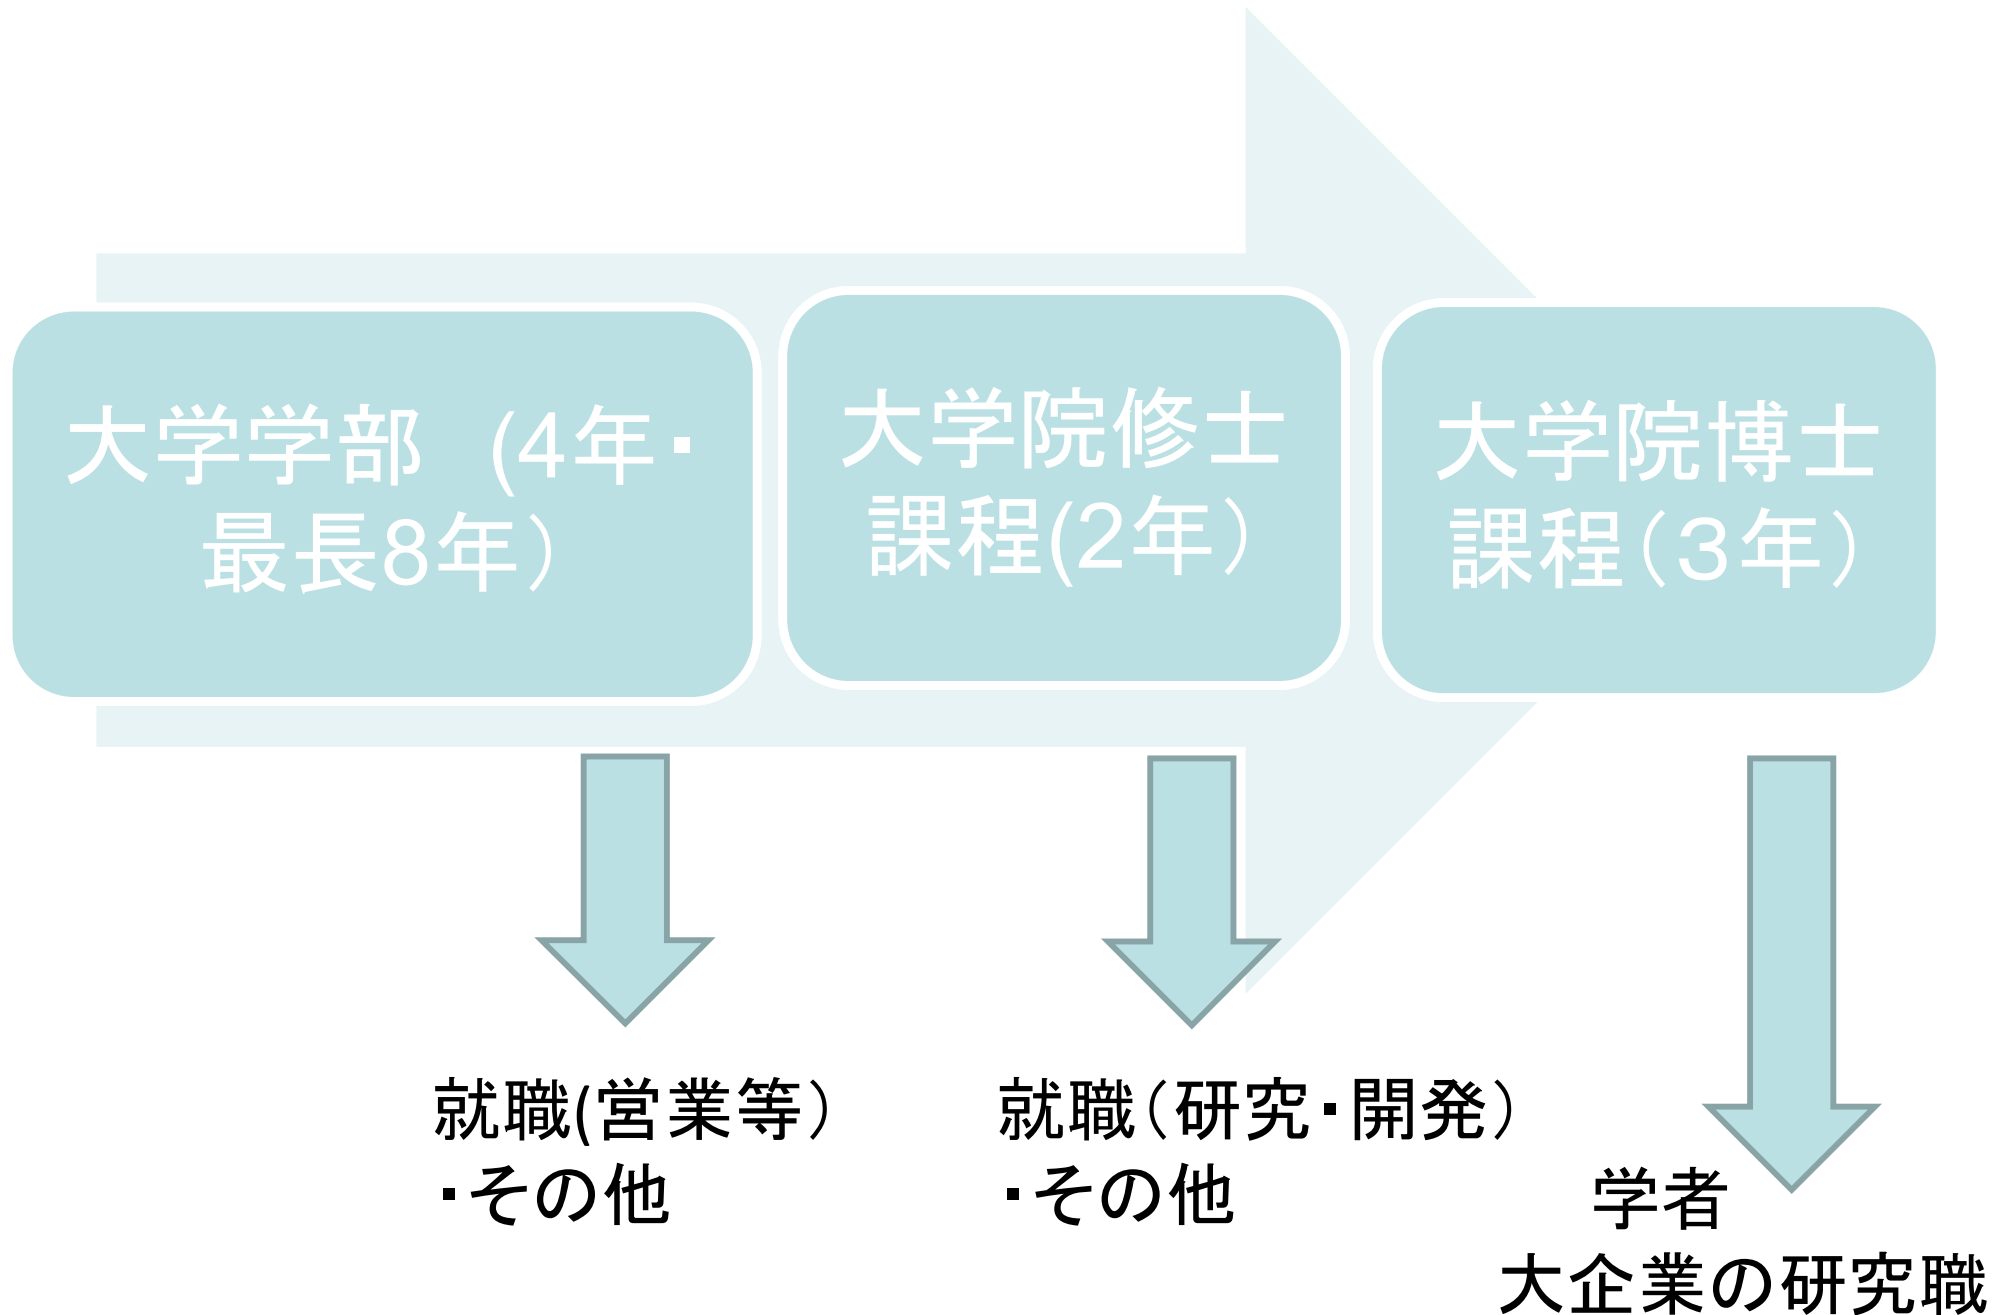 大学学部 (4年・
最長8年）
大学院修士
課程(2年）
大学院博士
課程（３年）
就職(営業等）
・その他
就職（研究・開発）
・その他
学者
大企業の研究職